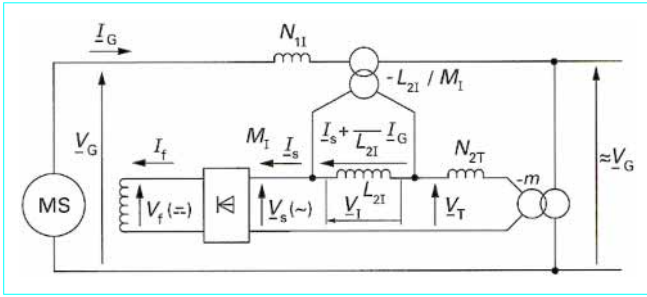 I_G
N_1I
- L_2I / M_I
V_G
I_f
M_I
I_s
I_s + ‾L_2I I_G
N_2T
-m
≈V_G
MS
V_f (=)
V_s (~)
L_2I
V_I
V_T